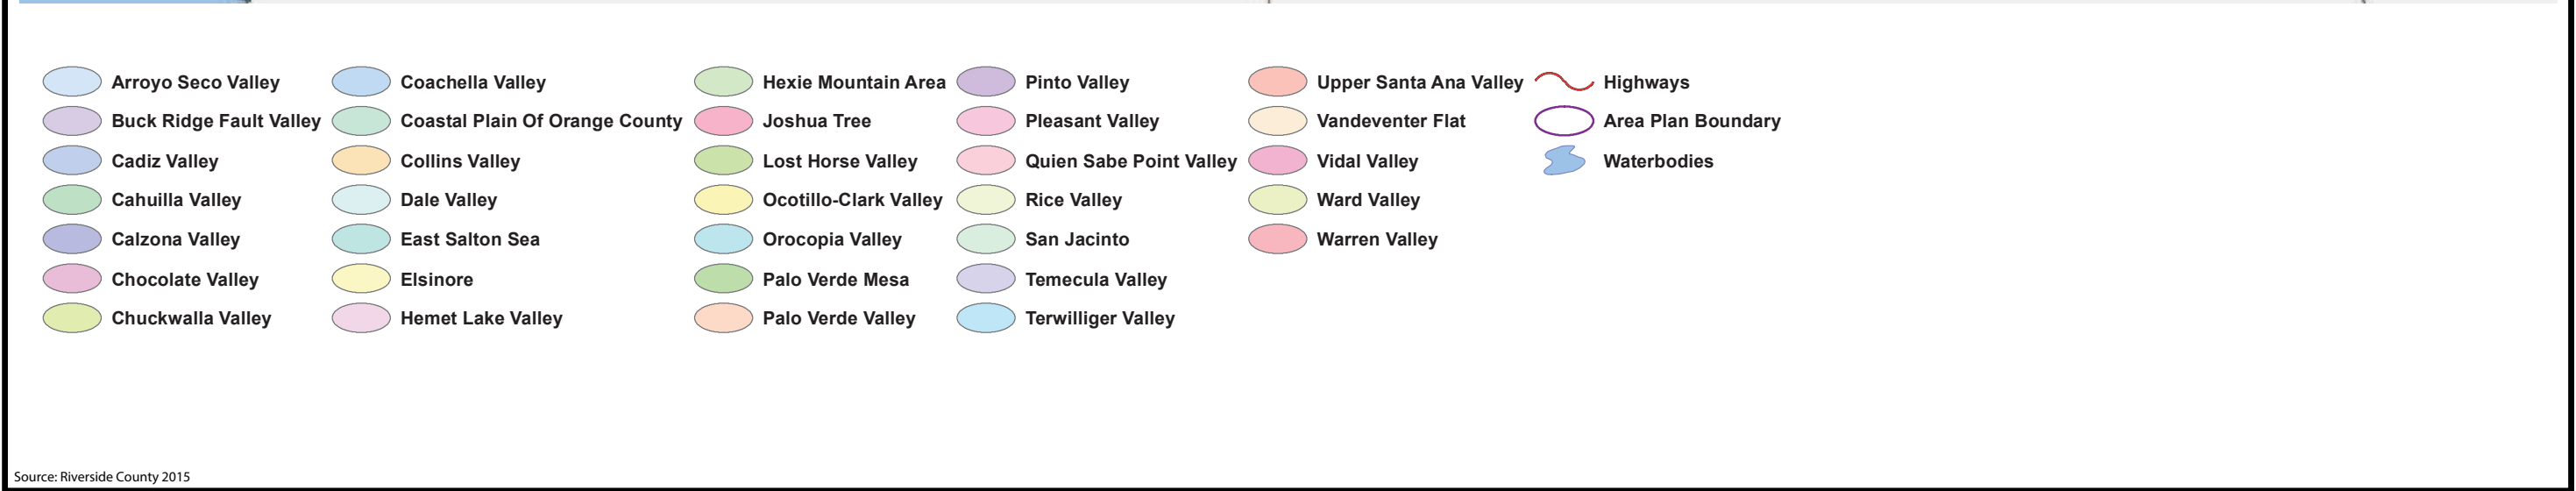 Arroyo Seco Valley
Buck Ridge Fault Valley
Cadiz Valley
Cahuilla Valley
Calzona Valley
Chocolate Valley
Chuckwalla Valley
Coachella Valley
Coastal Plain Of Orange County
Collins Valley
Dale Valley
East Salton Sea
Elsinore
Hemet Lake Valley
Hexie Mountain Area
Joshua Tree
Lost Horse Valley
Ocotillo-Clark Valley
Orocopia Valley
Palo Verde Mesa
Palo Verde Valley
Pinto Valley
Pleasant Valley
Quien Sabe Point Valley
Rice Valley
San Jacinto
Temecula Valley
Terwilliger Valley
Upper Santa Ana Valley
Vandeventer Flat
Vidal Valley
Ward Valley
Warren Valley
Highways
Area Plan Boundary
Waterbodies
Source: Riverside County 2015